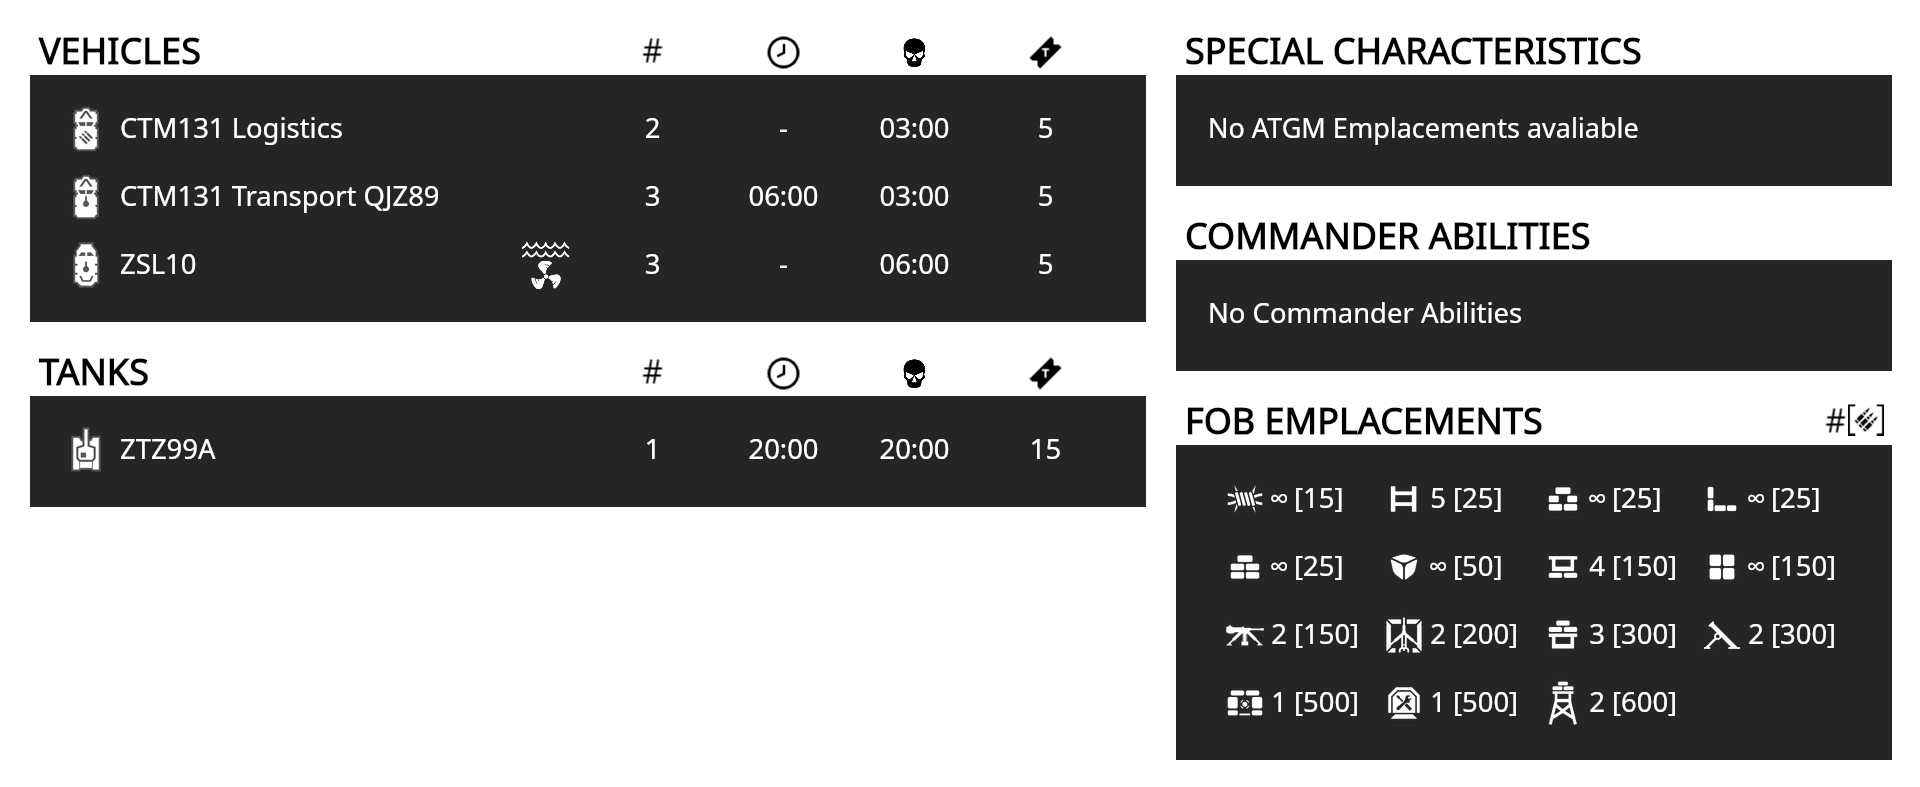 VEHICLES #
CTM131 Logistics 2 - 03:00 5
CTM131 Transport QJZ89 3 06:00 03:00 5
ZSL10 3 - 06:00 5
TANKS #
ZTZ99A 1 20:00 20:00 15
SPECIAL CHARACTERISTICS
No ATGM Emplacements avaliable
COMMANDER ABILITIES
No Commander Abilities
FOB EMPLACEMENTS #[]
∞ [15] 5 [25] ∞ [25] ∞ [25]
∞ [25] ∞ [50] 4 [150] ∞ [150]
2 [150] 2 [200] 3 [300] 2 [300]
1 [500] 1 [500] 2 [600]